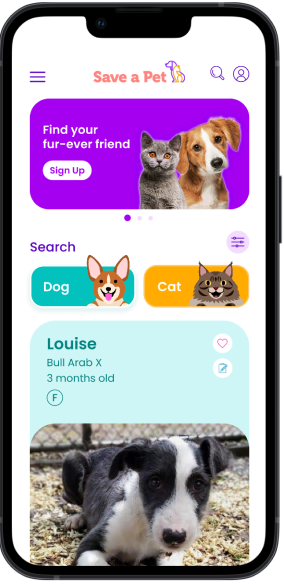 Save a Pet
Find your
fur-ever friend
Sign Up
Search
Dog
Cat
Louise
Bull Arab X
3 months old
F